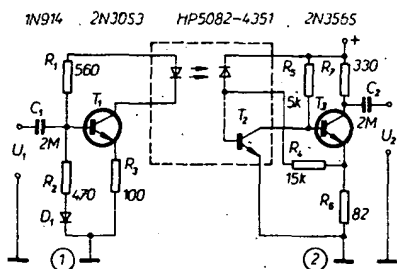 1N914 2N3053 HP5082-4351 2N3565
R₁ 560
C₁ 2M
T₁
U₁
R₂ 470
R₃ 100
D₁
1
T₂
R₅ 5k
R₇ 330
+
T₃
C₂ 2M
R₄ 15k
U₂
R₆ 82
2